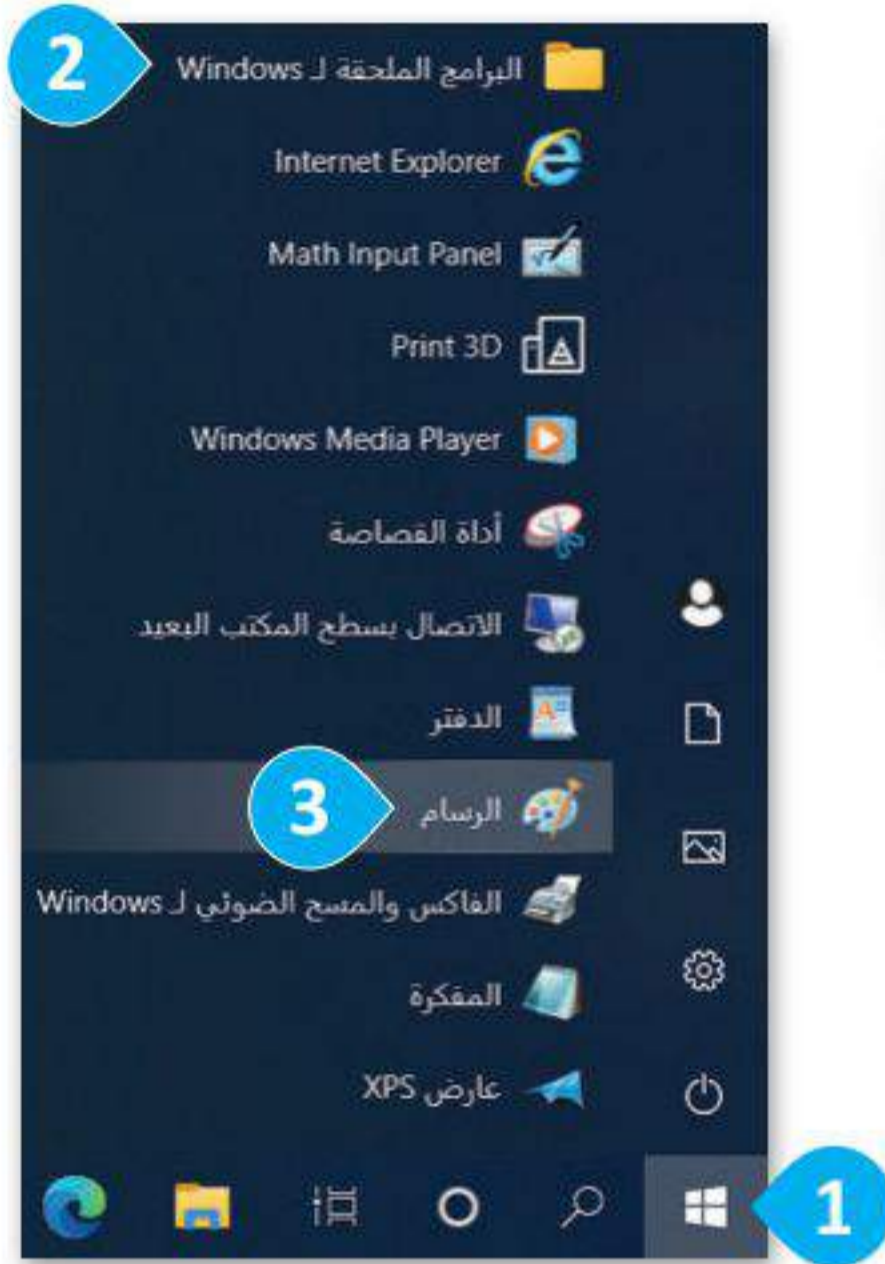 2
البرامج الملحقة لـ Windows
Internet Explorer
Math Input Panel
Print 3D
Windows Media Player
أداة القصاصة
الاتصال بسطح المكتب البعيد
الدفتر
3
الرسام
الفاكس والمسح الضوئي لـ Windows
المفكرة
عارض XPS
1